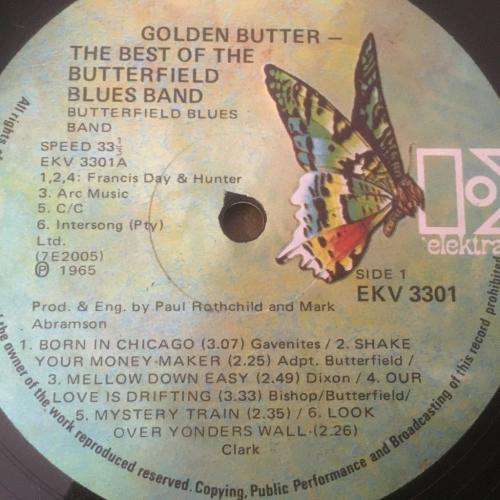 GOLDEN BUTTER —
THE BEST OF THE
BUTTERFIELD
BLUES BAND
BUTTERFIELD BLUES
BAND
SPEED 33⅓
EKV 3301A
1,2,4: Francis Day & Hunter
3. Arc Music
5. C/C
6. Intersong (Pty)
Ltd.
(7E2005)
Ⓟ 1965
elektra
SIDE 1
EKV 3301
Prod. & Eng. by Paul Rothchild and Mark
Abramson
1. BORN IN CHICAGO (3.07) Gavenites / 2. SHAKE
YOUR MONEY-MAKER (2.25) Adpt. Butterfield /
3. MELLOW DOWN EASY (2.49) Dixon / 4. OUR
LOVE IS DRIFTING (3.33) Bishop/Butterfield/
5. MYSTERY TRAIN (2.35) / 6. LOOK
OVER YONDERS WALL-(2.26)
Clark
All rights of the owner of the work reproduced reserved. Copying, Public Performance and Broadcasting of this record prohibited